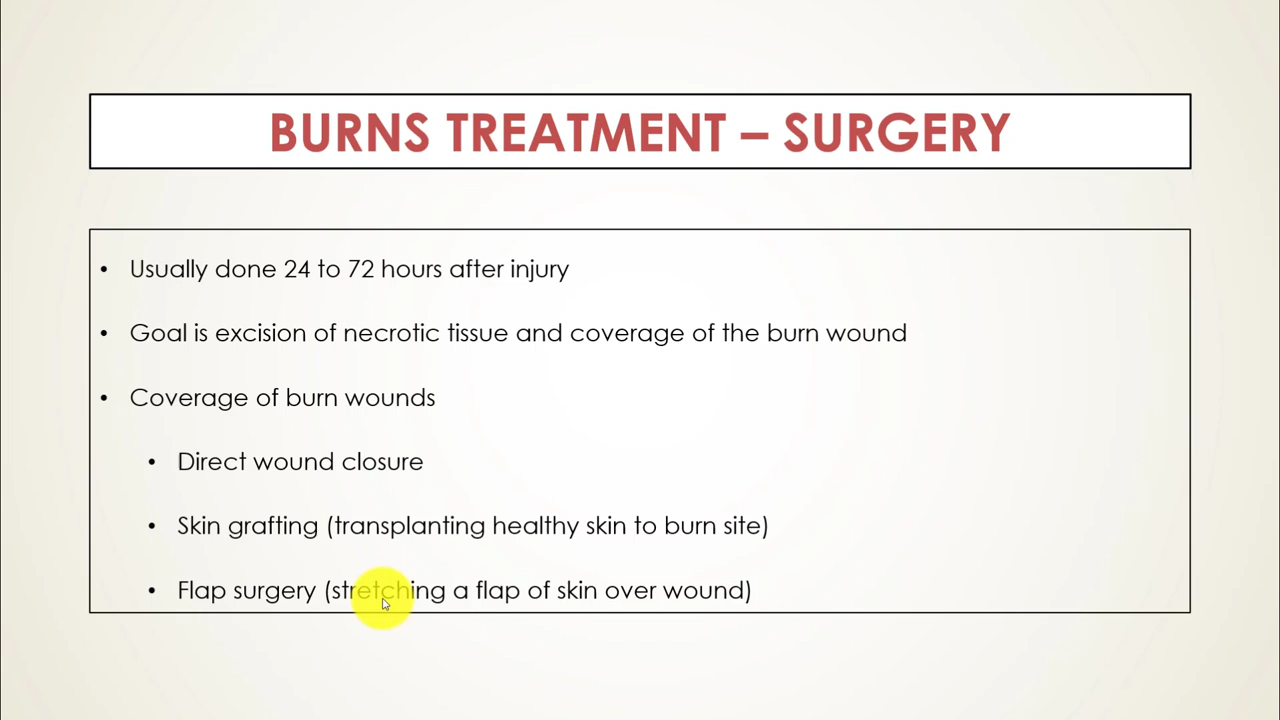 BURNS TREATMENT – SURGERY
• Usually done 24 to 72 hours after injury
• Goal is excision of necrotic tissue and coverage of the burn wound
• Coverage of burn wounds
• Direct wound closure
• Skin grafting (transplanting healthy skin to burn site)
• Flap surgery (stretching a flap of skin over wound)